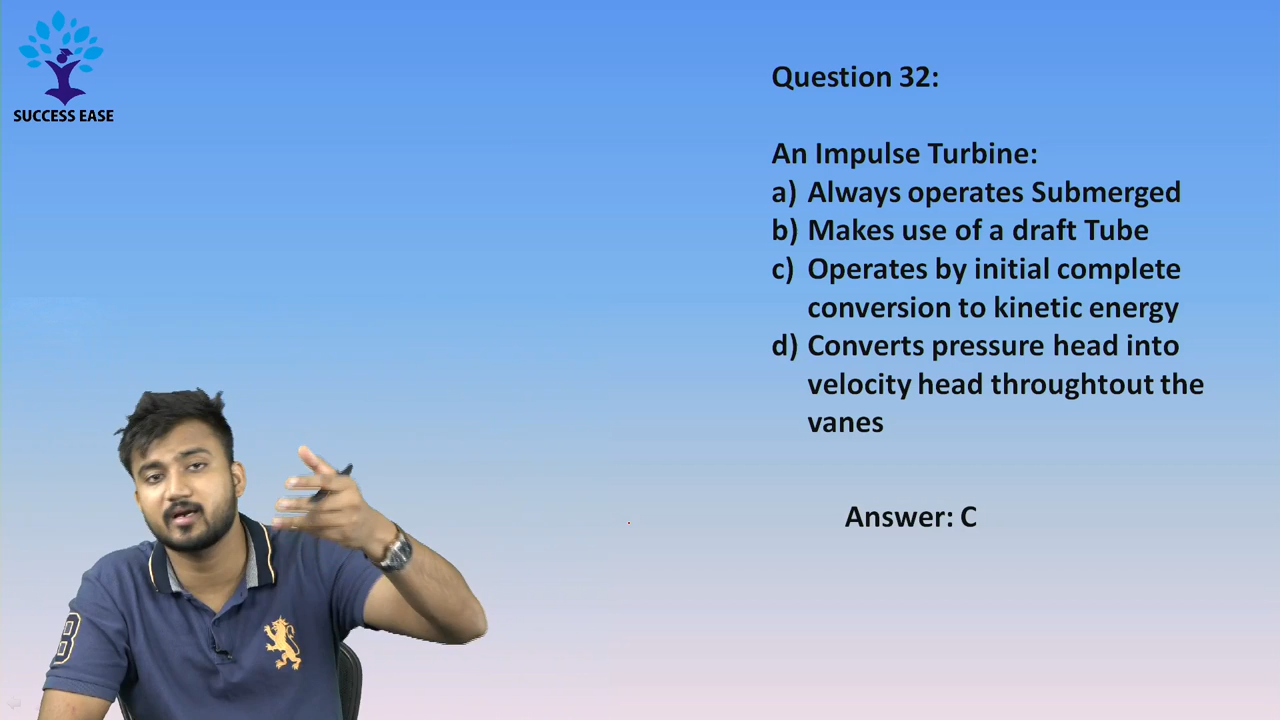 SUCCESS EASE
Question 32:
An Impulse Turbine:
a) Always operates Submerged
b) Makes use of a draft Tube
c) Operates by initial complete
conversion to kinetic energy
d) Converts pressure head into
velocity head throughtout the
vanes
Answer: C
B